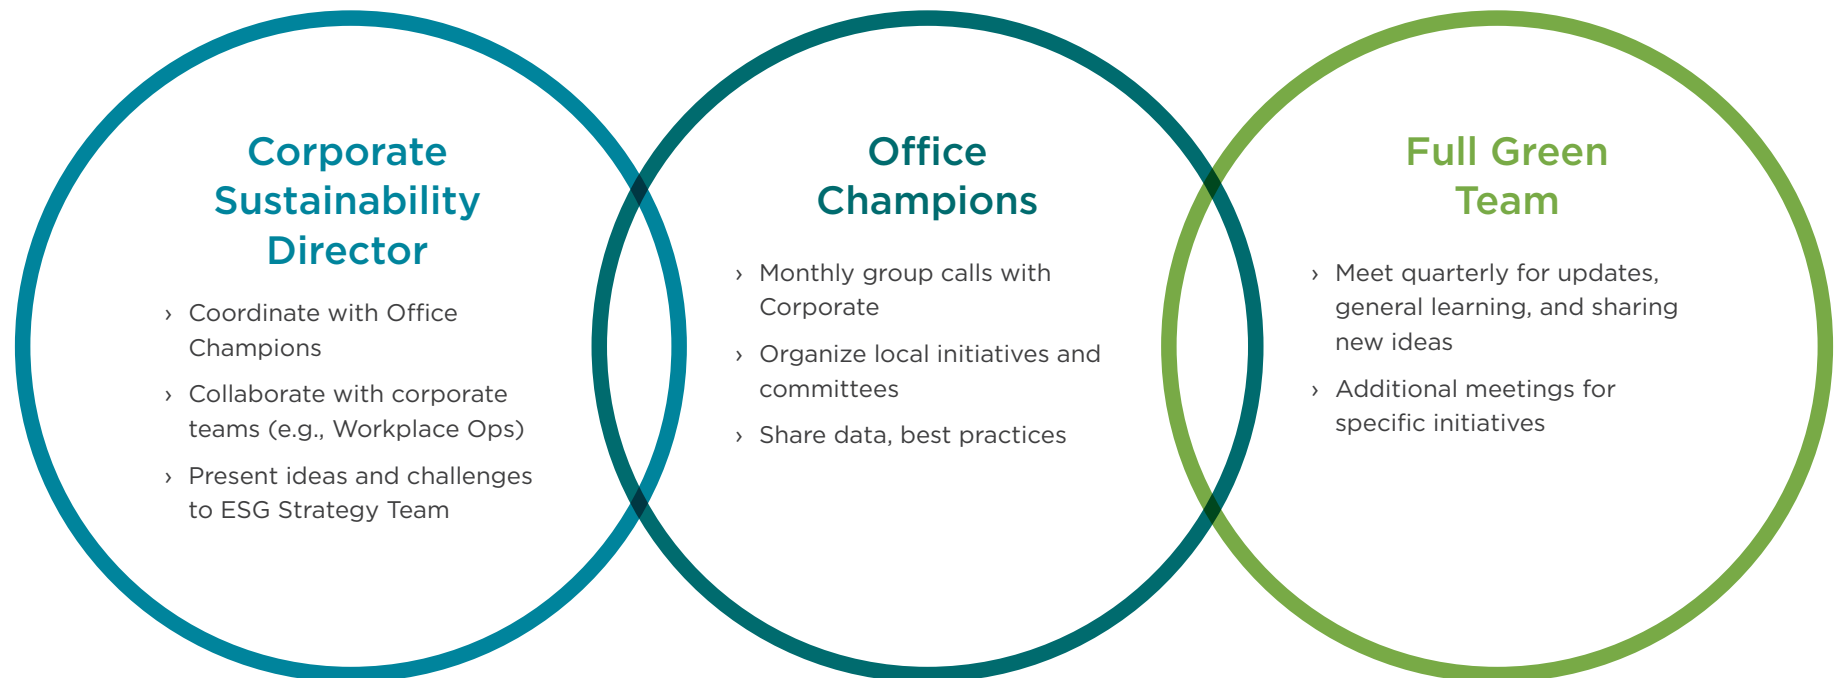 Corporate
Sustainability
Director
› Coordinate with Office
Champions
› Collaborate with corporate
teams (e.g., Workplace Ops)
› Present ideas and challenges
to ESG Strategy Team
Office
Champions
› Monthly group calls with
Corporate
› Organize local initiatives and
committees
› Share data, best practices
Full Green
Team
› Meet quarterly for updates,
general learning, and sharing
new ideas
› Additional meetings for
specific initiatives